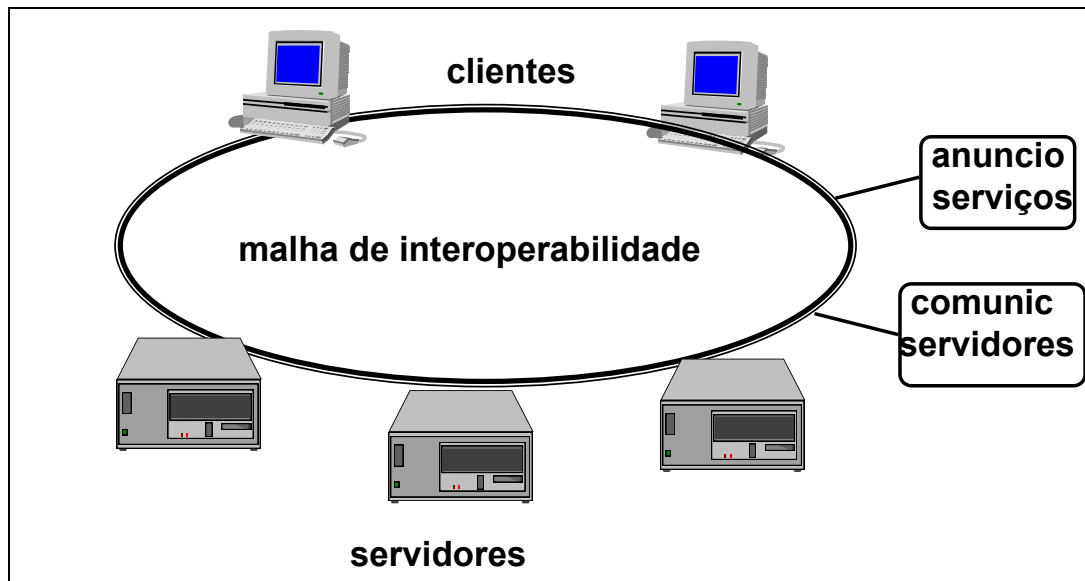 clientes
anuncio
serviços
malha de interoperabilidade
comunic
servidores
servidores